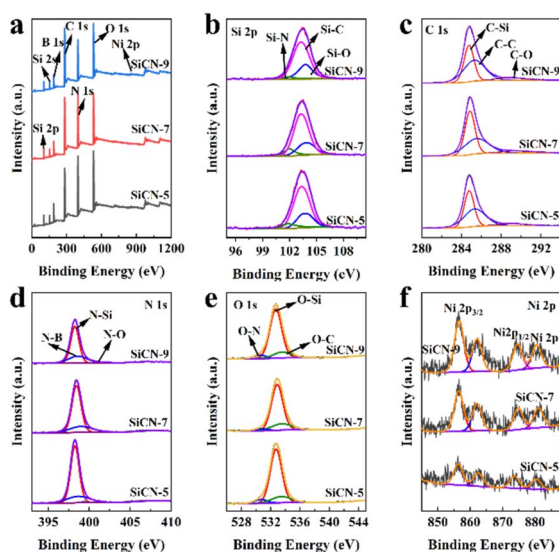 a
B 1s
C 1s
O 1s
Si 2s
Ni 2p
SiCN-9
N 1s
Si 2p
SiCN-7
SiCN-5
Intensity (a.u.)
0 300 600 900 1200
Binding Energy (eV)
b
Si 2p
Si-N
Si-C
Si-O
SiCN-9
SiCN-7
SiCN-5
Intensity (a.u.)
96 99 102 105 108
Binding Energy (eV)
c
C 1s
C-Si
C-C
C-O
SiCN-9
SiCN-7
SiCN-5
Intensity (a.u.)
280 284 288 292
Binding Energy (eV)
d
N 1s
N-Si
N-B
N-O
SiCN-9
SiCN-7
SiCN-5
Intensity (a.u.)
395 400 405 410
Binding Energy (eV)
e
O 1s
O-Si
O-N
O-C
SiCN-9
SiCN-7
SiCN-5
Intensity (a.u.)
528 532 536 540 544
Binding Energy (eV)
f
Ni 2p
Ni 2p3/2
Ni2p1/2
Ni 2p
SiCN-9
SiCN-7
SiCN-5
Intensity (a.u.)
850 860 870 880
Binding Energy (eV)